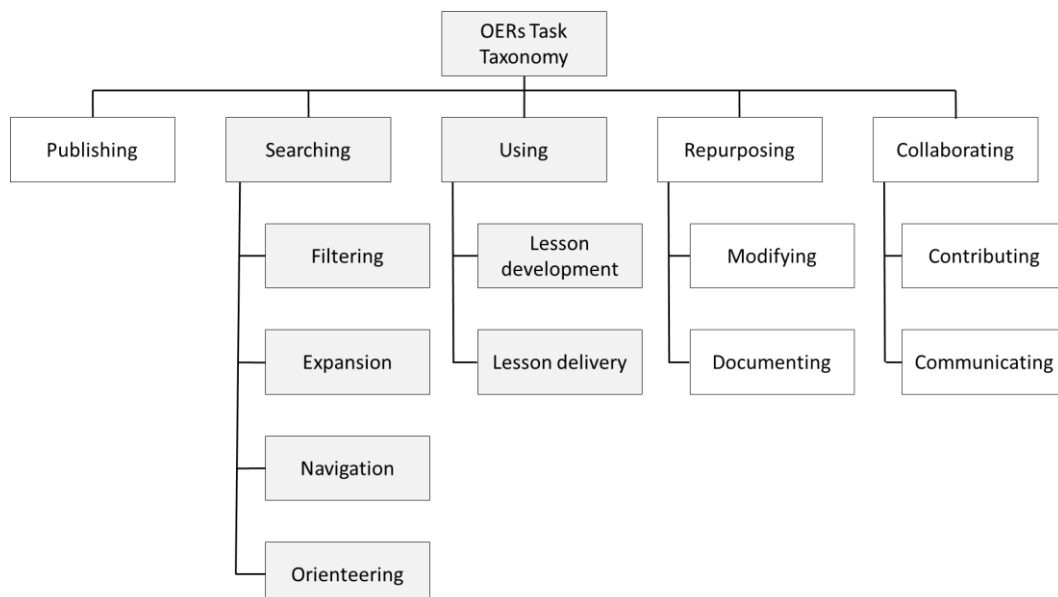 OERs Task
Taxonomy
Publishing
Searching
Using
Repurposing
Collaborating
Filtering
Lesson
development
Modifying
Contributing
Expansion
Lesson delivery
Documenting
Communicating
Navigation
Orienteering